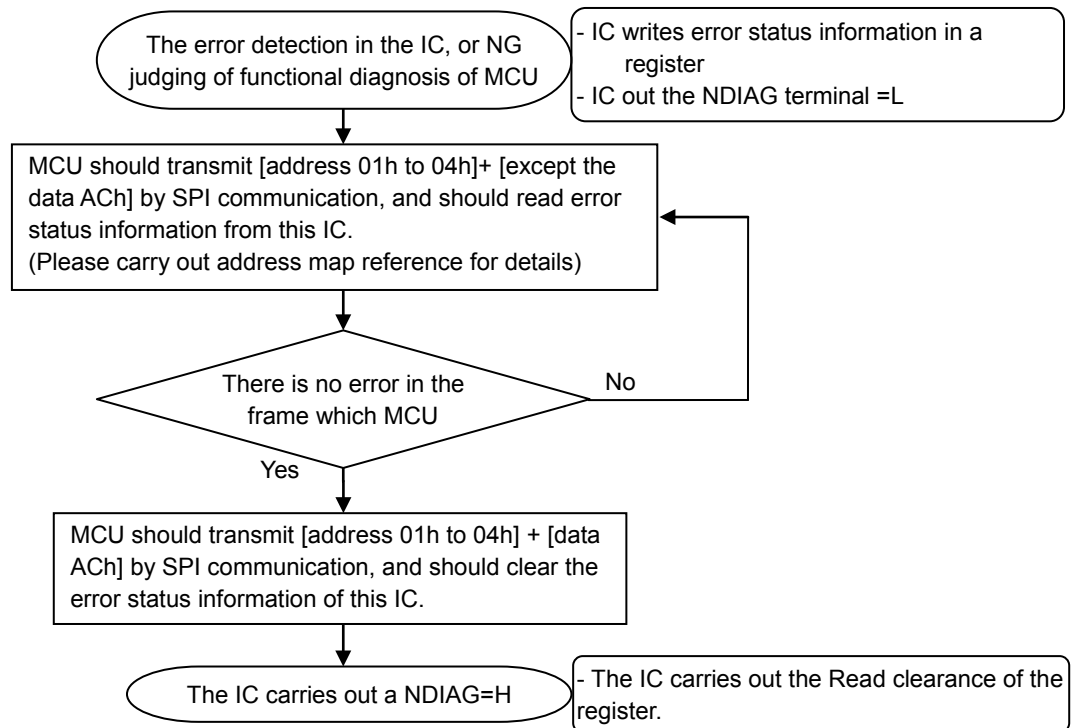 The error detection in the IC, or NG
judging of functional diagnosis of MCU
- IC writes error status information in a
register
- IC out the NDIAG terminal =L
MCU should transmit [address 01h to 04h]+ [except the
data ACh] by SPI communication, and should read error
status information from this IC.
(Please carry out address map reference for details)
There is no error in the
frame which MCU
No
Yes
MCU should transmit [address 01h to 04h] + [data
ACh] by SPI communication, and should clear the
error status information of this IC.
The IC carries out a NDIAG=H
- The IC carries out the Read clearance of the
register.